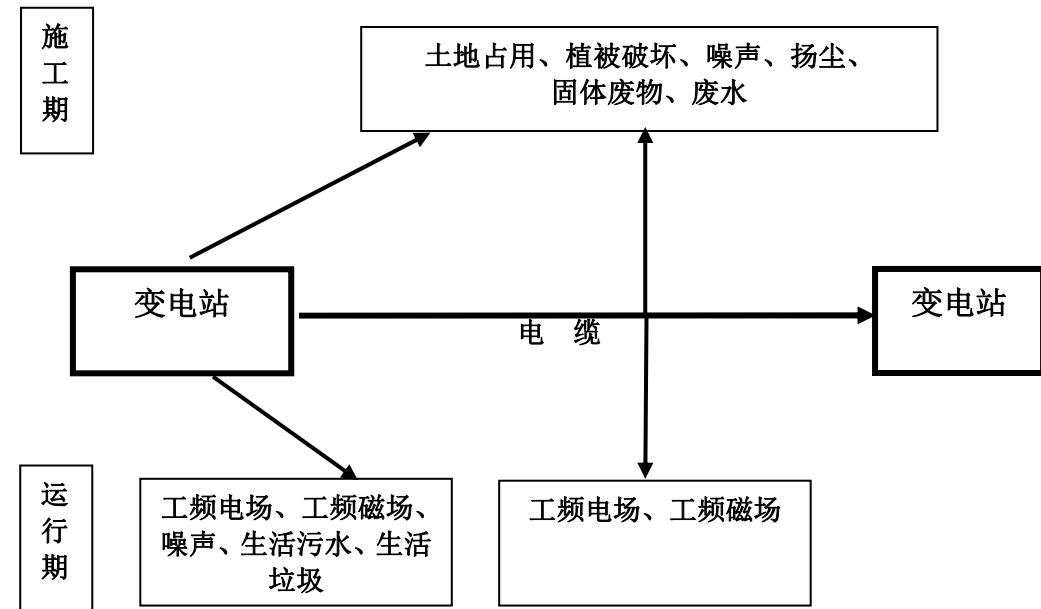 施
工
期
土地占用、植被破坏、噪声、扬尘、
固体废物、废水
变电站
电 缆
变电站
运
行
期
工频电场、工频磁场、
噪声、生活污水、生活
垃圾
工频电场、工频磁场